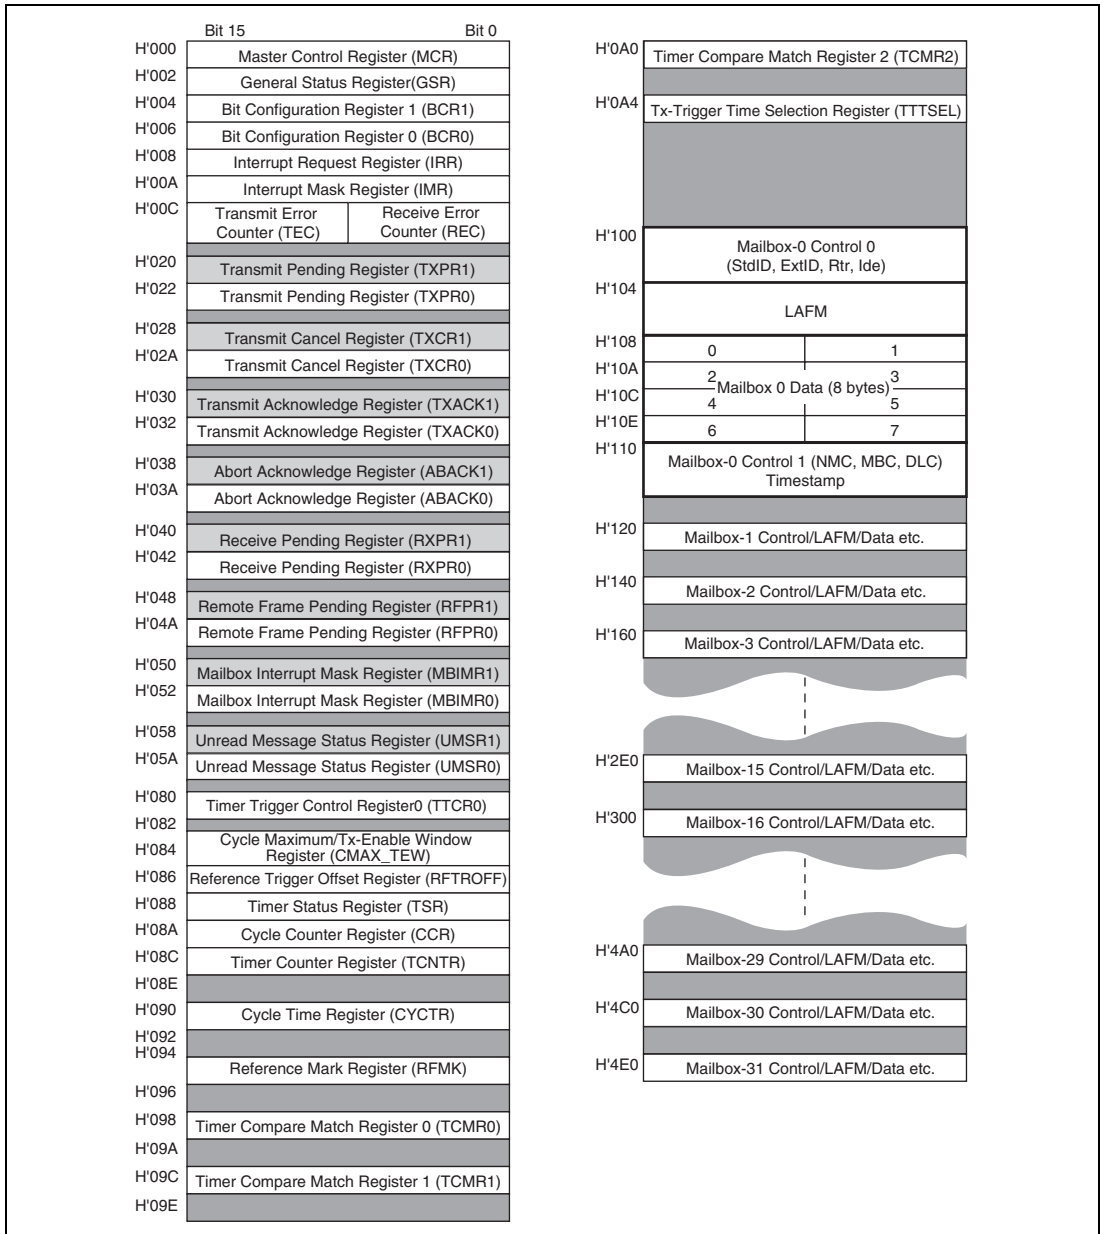 Bit 15 Bit 0
H'000 Master Control Register (MCR)
H'002 General Status Register(GSR)
H'004 Bit Configuration Register 1 (BCR1)
H'006 Bit Configuration Register 0 (BCR0)
H'008 Interrupt Request Register (IRR)
H'00A Interrupt Mask Register (IMR)
H'00C Transmit Error Receive Error
Counter (TEC) Counter (REC)
H'020 Transmit Pending Register (TXPR1)
H'022 Transmit Pending Register (TXPR0)
H'028 Transmit Cancel Register (TXCR1)
H'02A Transmit Cancel Register (TXCR0)
H'030 Transmit Acknowledge Register (TXACK1)
H'032 Transmit Acknowledge Register (TXACK0)
H'038 Abort Acknowledge Register (ABACK1)
H'03A Abort Acknowledge Register (ABACK0)
H'040 Receive Pending Register (RXPR1)
H'042 Receive Pending Register (RXPR0)
H'048 Remote Frame Pending Register (RFPR1)
H'04A Remote Frame Pending Register (RFPR0)
H'050 Mailbox Interrupt Mask Register (MBIMR1)
H'052 Mailbox Interrupt Mask Register (MBIMR0)
H'058 Unread Message Status Register (UMSR1)
H'05A Unread Message Status Register (UMSR0)
H'080 Timer Trigger Control Register0 (TTCR0)
H'082
H'084 Cycle Maximum/Tx-Enable Window
Register (CMAX_TEW)
H'086 Reference Trigger Offset Register (RFTROFF)
H'088 Timer Status Register (TSR)
H'08A Cycle Counter Register (CCR)
H'08C Timer Counter Register (TCNTR)
H'08E
H'090 Cycle Time Register (CYCTR)
H'092
H'094
Reference Mark Register (RFMK)
H'096
H'098 Timer Compare Match Register 0 (TCMR0)
H'09A
H'09C Timer Compare Match Register 1 (TCMR1)
H'09E
H'0A0 Timer Compare Match Register 2 (TCMR2)
H'0A4 Tx-Trigger Time Selection Register (TTTSEL)
H'100 Mailbox-0 Control 0
(StdID, ExtID, Rtr, Ide)
H'104 LAFM
H'108 0 1
H'10A 2 3
Mailbox 0 Data (8 bytes)
H'10C 4 5
H'10E 6 7
H'110 Mailbox-0 Control 1 (NMC, MBC, DLC)
Timestamp
H'120 Mailbox-1 Control/LAFM/Data etc.
H'140 Mailbox-2 Control/LAFM/Data etc.
H'160 Mailbox-3 Control/LAFM/Data etc.
H'2E0 Mailbox-15 Control/LAFM/Data etc.
H'300 Mailbox-16 Control/LAFM/Data etc.
H'4A0 Mailbox-29 Control/LAFM/Data etc.
H'4C0 Mailbox-30 Control/LAFM/Data etc.
H'4E0 Mailbox-31 Control/LAFM/Data etc.